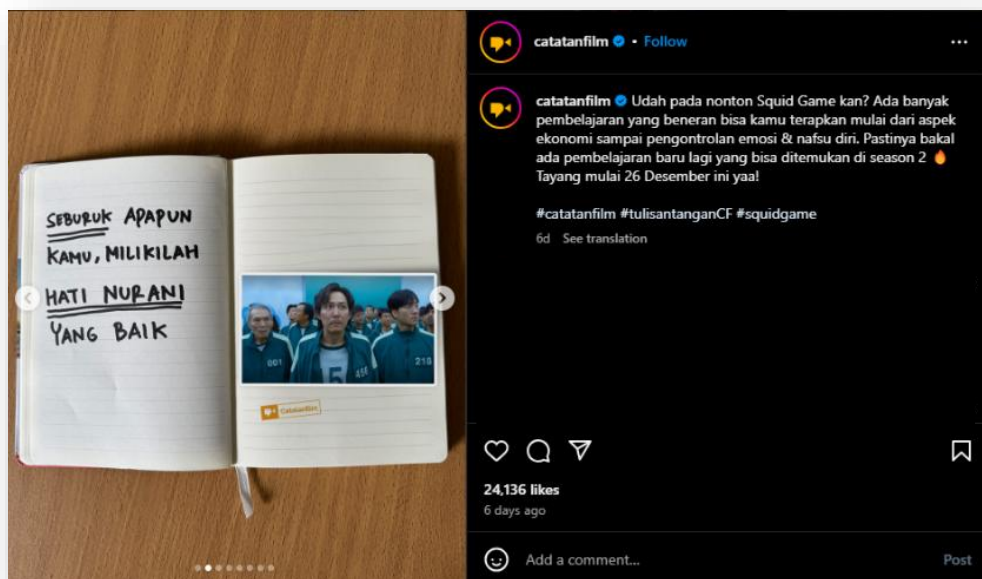 SEBURUK APAPUN
KAMU, MILIKILAH
HATI NURANI
YANG BAIK
001
456
218
Catatanfilm
catatanfilm • Follow
catatanfilm Udah pada nonton Squid Game kan? Ada banyak
pembelajaran yang beneran bisa kamu terapkan mulai dari aspek
ekonomi sampai pengontrolan emosi & nafsu diri. Pastinya bakal
ada pembelajaran baru lagi yang bisa ditemukan di season 2 🔥
Tayang mulai 26 Desember ini yaa!
#catatanfilm #tulisantanganCF #squidgame
6d See translation
24,136 likes
6 days ago
Add a comment...
Post